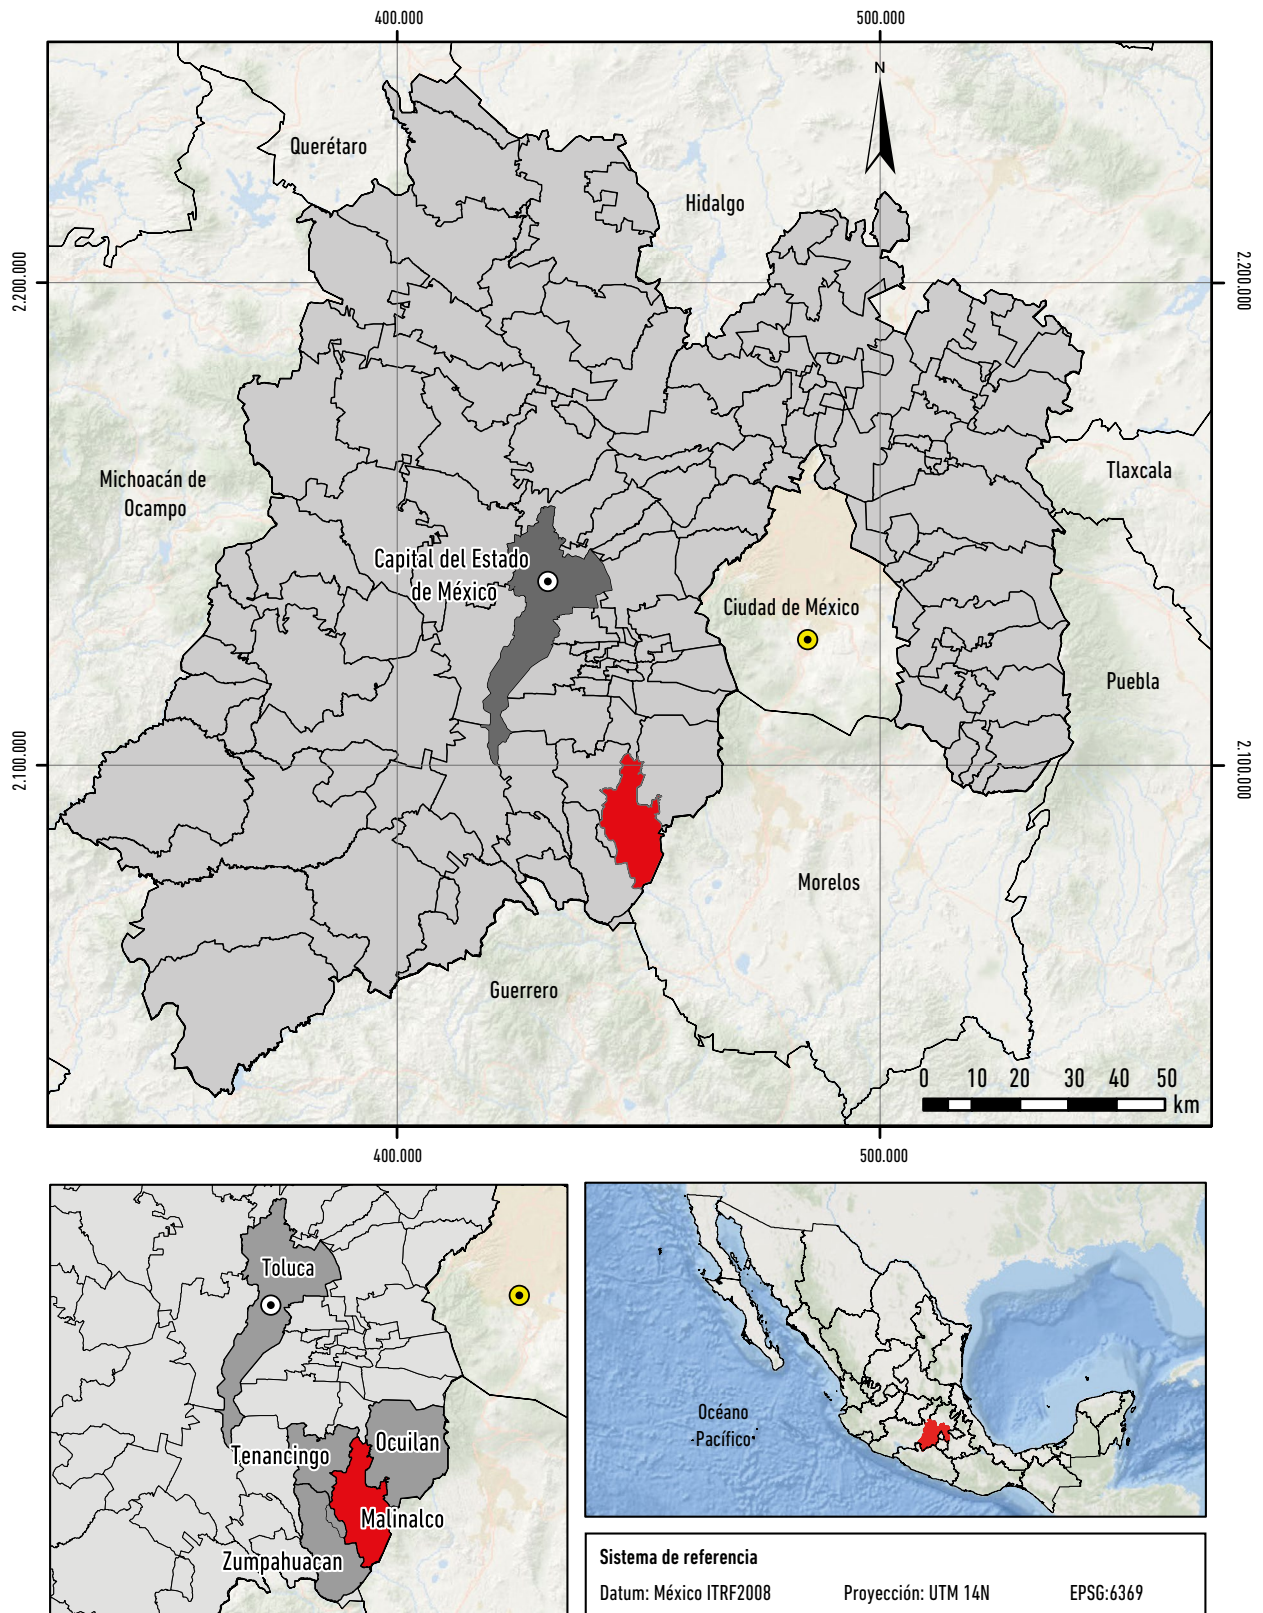 400.000
500.000
N
Querétaro
Hidalgo
2.200.000
2.200.000
Tlaxcala
Michoacán de
Ocampo
Capital del Estado
de México
Ciudad de México
Puebla
2.100.000
2.100.000
Morelos
Guerrero
0 10 20 30 40 50
km
400.000
500.000
Toluca
Tenancingo
Ocuilan
Malinalco
Zumpahuacan
Océano
Pacífico
Sistema de referencia
Datum: México ITRF2008 Proyección: UTM 14N EPSG:6369